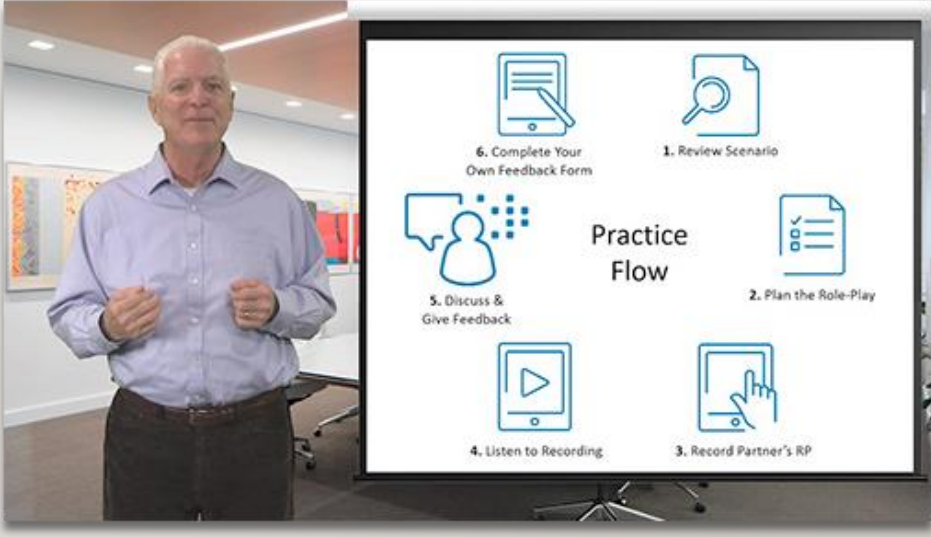 Practice
Flow
1. Review Scenario
2. Plan the Role-Play
3. Record Partner's RP
4. Listen to Recording
5. Discuss &
Give Feedback
6. Complete Your
Own Feedback Form